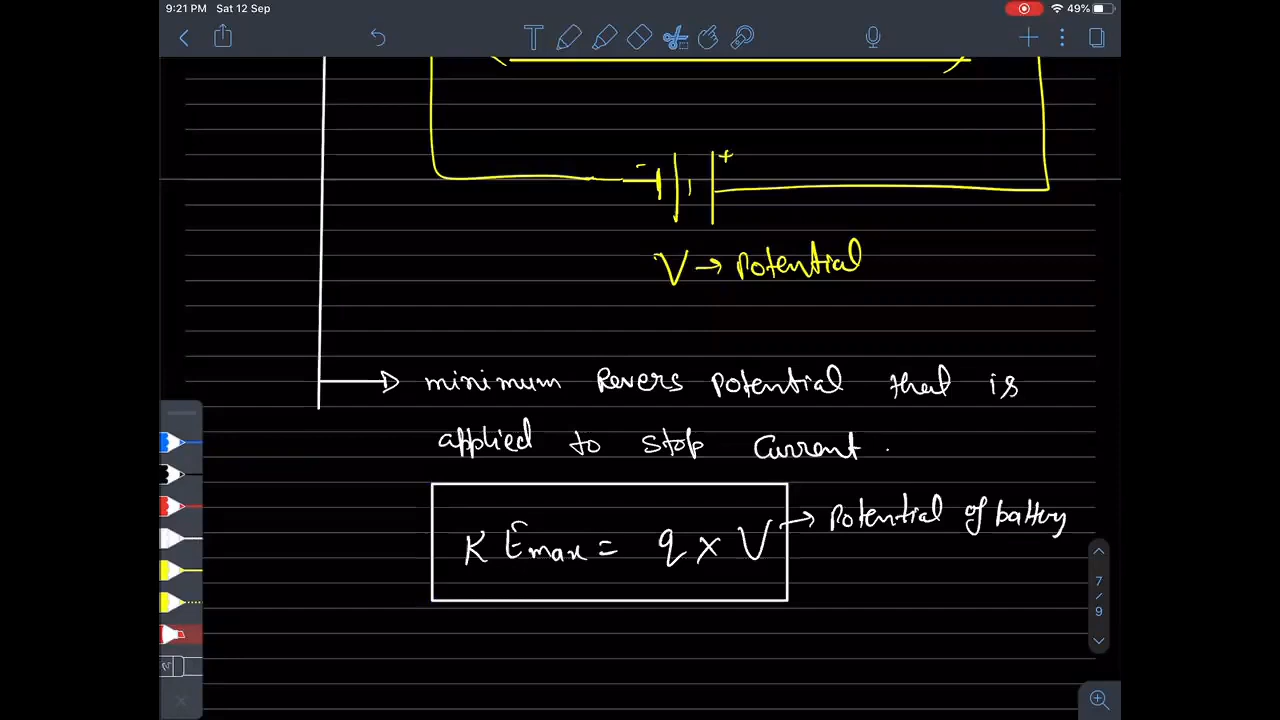 9:21 PM Sat 12 Sep
49%
T
- +
V → Potential
minimum Revers potential that is
applied to stop Current.
K Emax = q x V → Potential of battery
7
/
9